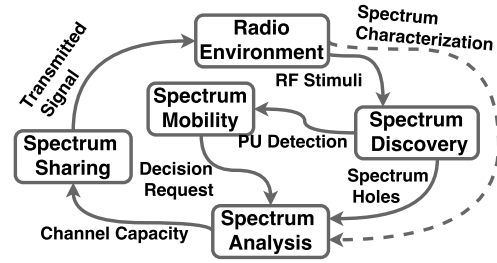 Spectrum
Characterization
Radio
Environment
Transmitted
Signal
RF Stimuli
Spectrum
Mobility
Spectrum
Discovery
PU Detection
Spectrum
Sharing
Decision
Request
Spectrum
Holes
Spectrum
Analysis
Channel Capacity